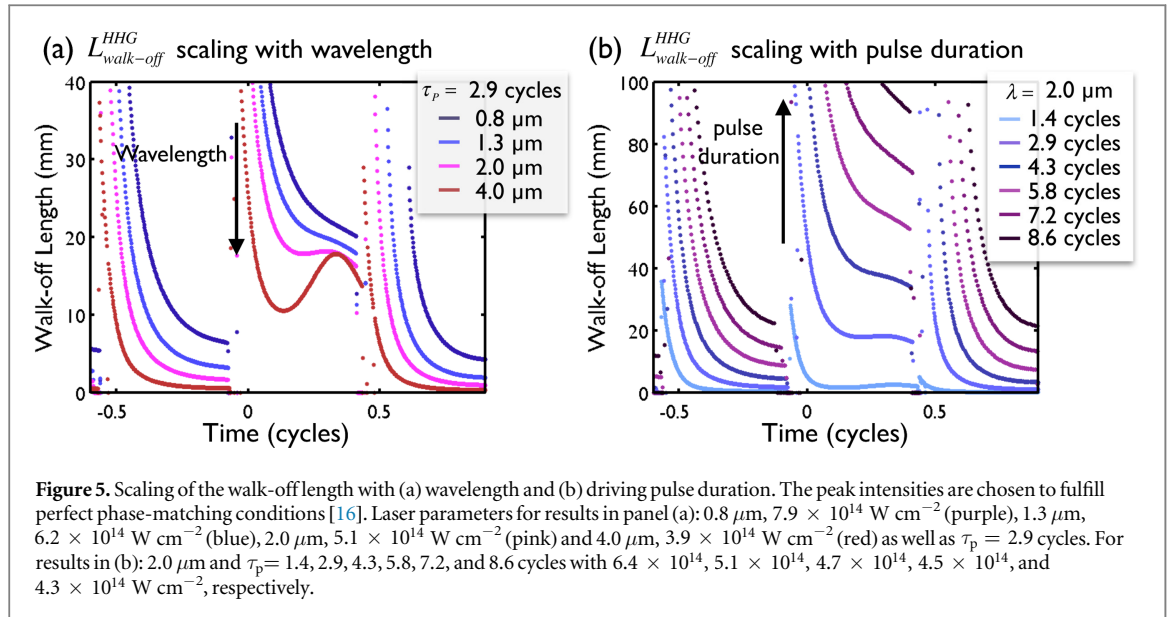 (a) L^{HHG}_{walk-off} scaling with wavelength
40
30
20
10
0
Walk-off Length (mm)
-0.5
0
0.5
Time (cycles)
Wavelength
τ_P = 2.9 cycles
0.8 μm
1.3 μm
2.0 μm
4.0 μm
(b) L^{HHG}_{walk-off} scaling with pulse duration
100
80
60
40
20
0
Walk-off Length (mm)
-0.5
0
0.5
Time (cycles)
pulse
duration
λ = 2.0 μm
1.4 cycles
2.9 cycles
4.3 cycles
5.8 cycles
7.2 cycles
8.6 cycles
Figure 5. Scaling of the walk-off length with (a) wavelength and (b) driving pulse duration. The peak intensities are chosen to fulfill
perfect phase-matching conditions [16]. Laser parameters for results in panel (a): 0.8 μm, 7.9 × 10^14 W cm^−2 (purple), 1.3 μm,
6.2 × 10^14 W cm^−2 (blue), 2.0 μm, 5.1 × 10^14 W cm^−2 (pink) and 4.0 μm, 3.9 × 10^14 W cm^−2 (red) as well as τ_p = 2.9 cycles. For
results in (b): 2.0 μm and τ_p= 1.4, 2.9, 4.3, 5.8, 7.2, and 8.6 cycles with 6.4 × 10^14, 5.1 × 10^14, 4.7 × 10^14, 4.5 × 10^14, and
4.3 × 10^14 W cm^−2, respectively.